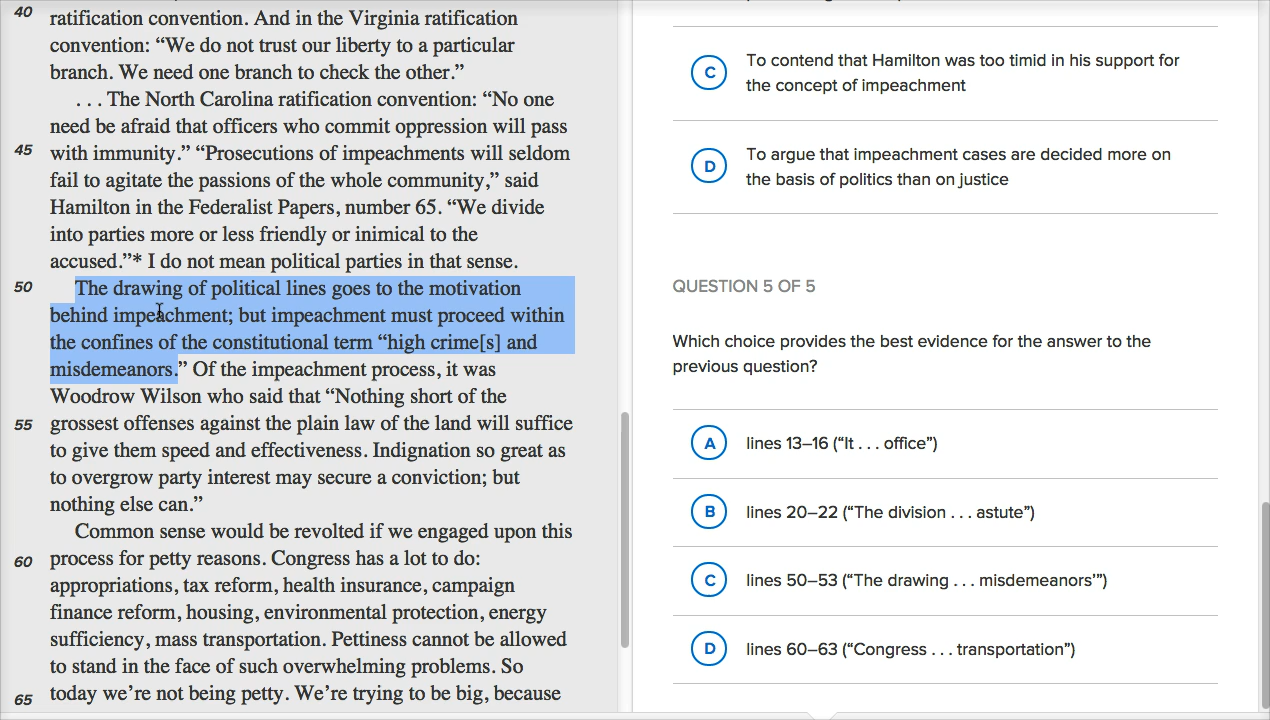 40 ratification convention. And in the Virginia ratification
convention: “We do not trust our liberty to a particular
branch. We need one branch to check the other.”
. . . The North Carolina ratification convention: “No one
need be afraid that officers who commit oppression will pass
45 with immunity.” “Prosecutions of impeachments will seldom
fail to agitate the passions of the whole community,” said
Hamilton in the Federalist Papers, number 65. “We divide
into parties more or less friendly or inimical to the
accused.”* I do not mean political parties in that sense.
50 The drawing of political lines goes to the motivation
behind impeachment; but impeachment must proceed within
the confines of the constitutional term “high crime[s] and
misdemeanors.” Of the impeachment process, it was
Woodrow Wilson who said that “Nothing short of the
55 grossest offenses against the plain law of the land will suffice
to give them speed and effectiveness. Indignation so great as
to overgrow party interest may secure a conviction; but
nothing else can.”
Common sense would be revolted if we engaged upon this
60 process for petty reasons. Congress has a lot to do:
appropriations, tax reform, health insurance, campaign
finance reform, housing, environmental protection, energy
sufficiency, mass transportation. Pettiness cannot be allowed
to stand in the face of such overwhelming problems. So
65 today we’re not being petty. We’re trying to be big, because
C To contend that Hamilton was too timid in his support for
the concept of impeachment
D To argue that impeachment cases are decided more on
the basis of politics than on justice
QUESTION 5 OF 5
Which choice provides the best evidence for the answer to the
previous question?
A lines 13–16 (“It . . . office”)
B lines 20–22 (“The division . . . astute”)
C lines 50–53 (“The drawing . . . misdemeanors’”)
D lines 60–63 (“Congress . . . transportation”)